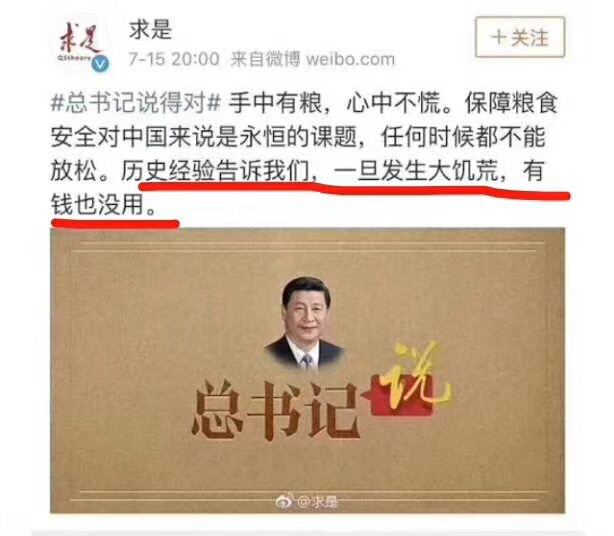 求是
QStheory
求是
7-15 20:00 来自微博 weibo.com
+关注
#总书记说得对# 手中有粮，心中不慌。保障粮食
安全对中国来说是永恒的课题，任何时候都不能
放松。历史经验告诉我们，一旦发生大饥荒，有
钱也没用。
总书记说
@求是